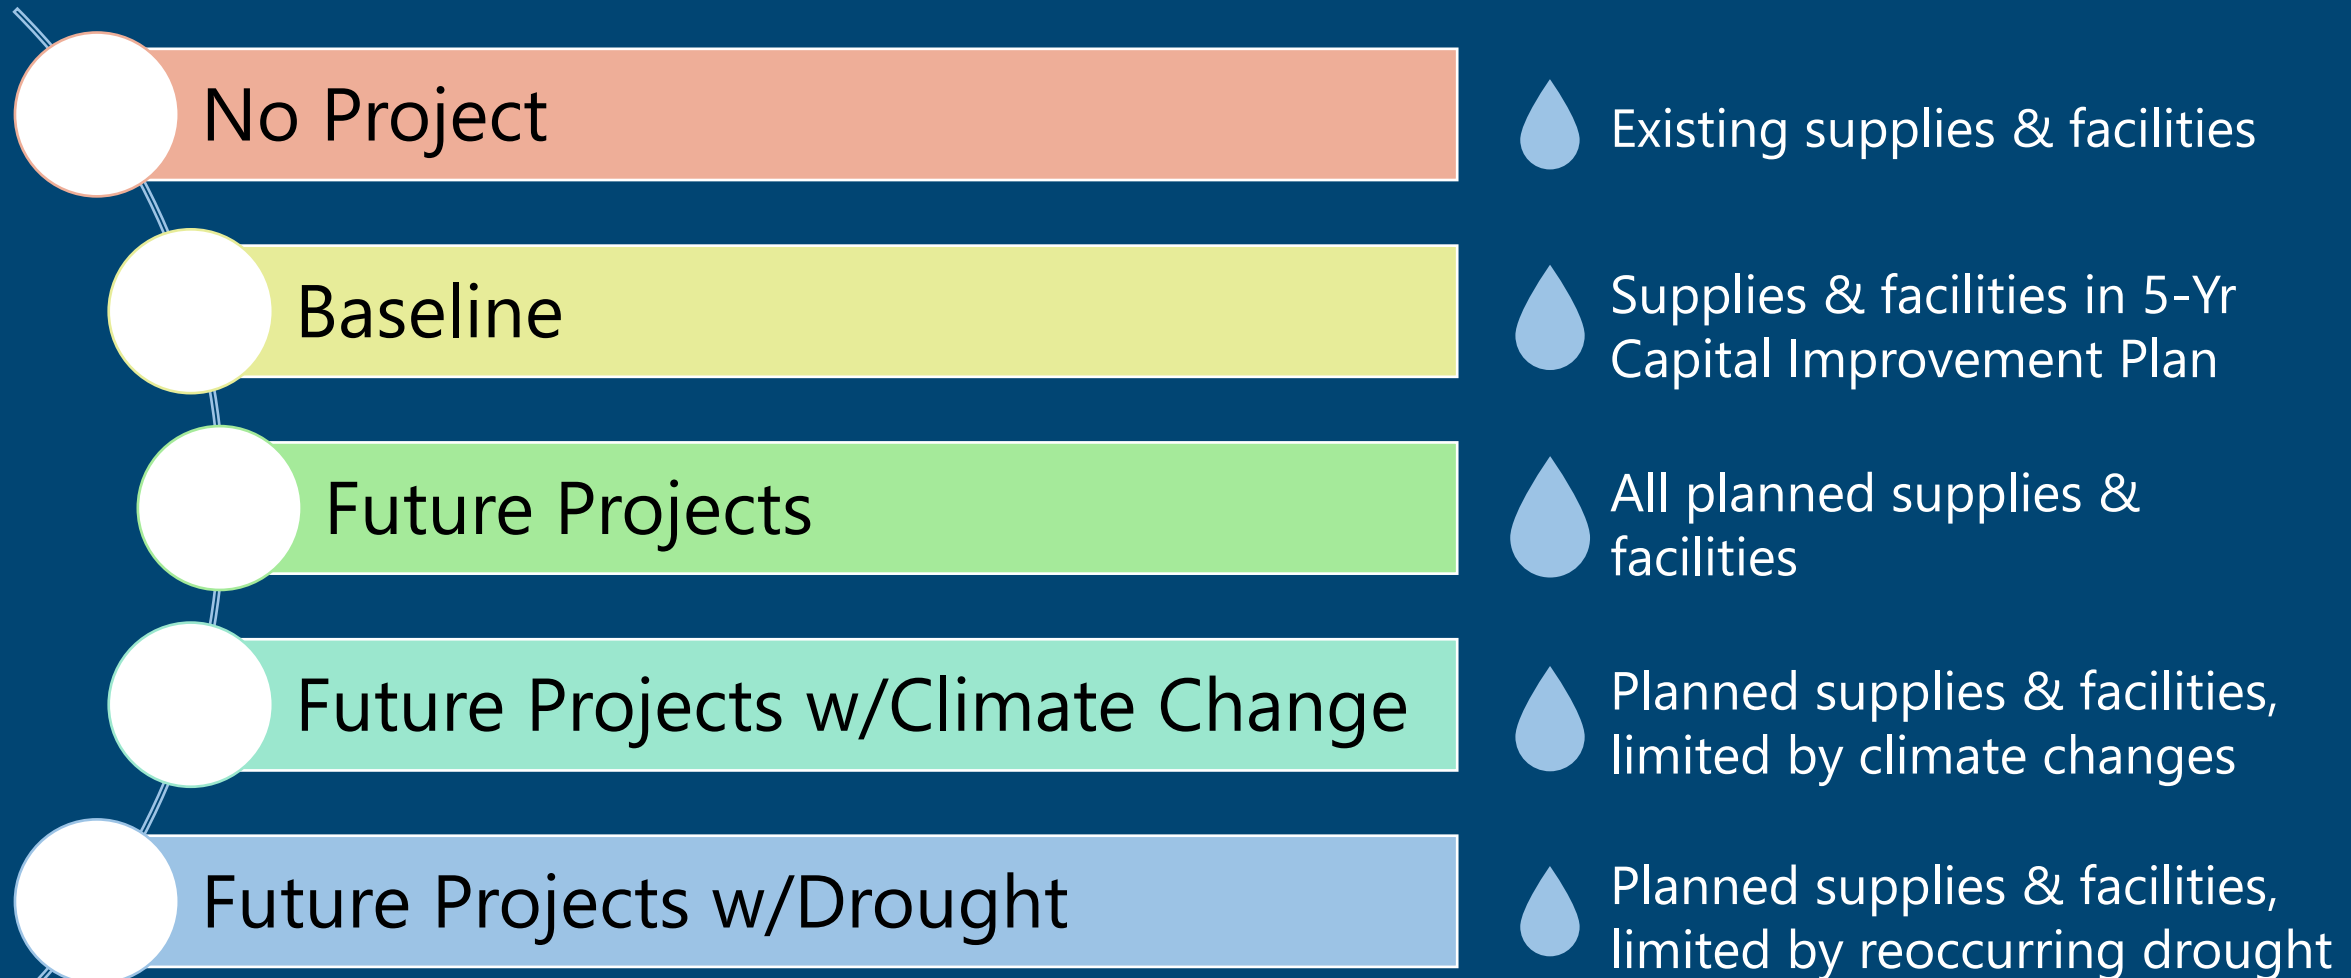 No Project
Existing supplies & facilities
Baseline
Supplies & facilities in 5-Yr
Capital Improvement Plan
Future Projects
All planned supplies &
facilities
Future Projects w/Climate Change
Planned supplies & facilities,
limited by climate changes
Future Projects w/Drought
Planned supplies & facilities,
limited by reoccurring drought